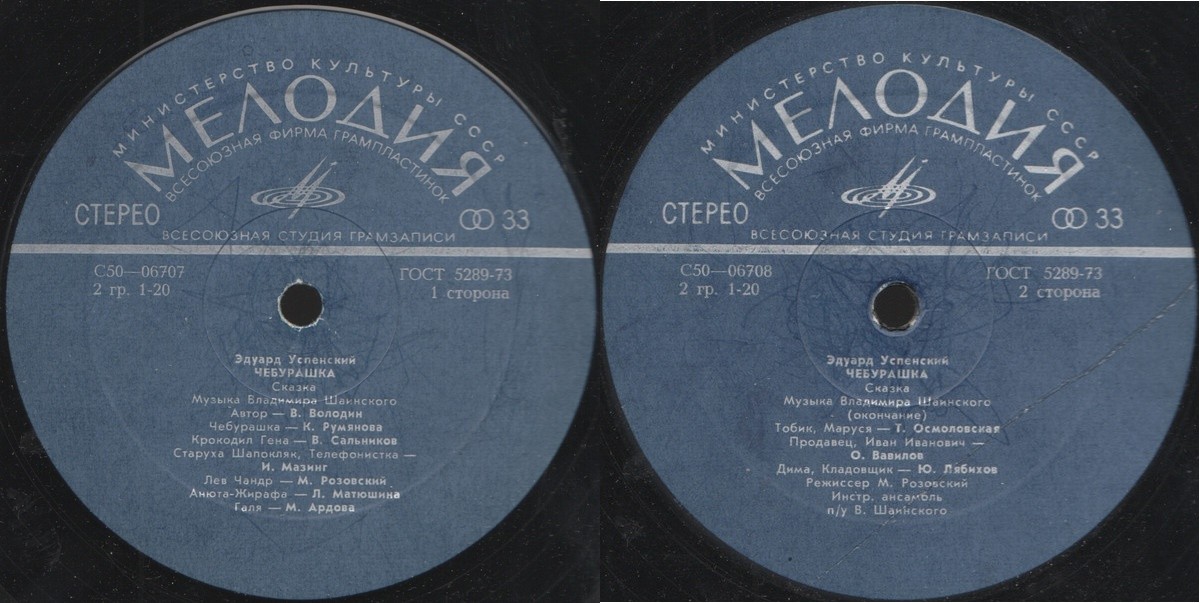 МИНИСТЕРСТВО КУЛЬТУРЫ СССР
МЕЛОДИЯ
ВСЕСОЮЗНАЯ ФИРМА ГРАМПЛАСТИНОК
СТЕРЕО
33
ВСЕСОЮЗНАЯ СТУДИЯ ГРАМЗАПИСИ
С50—06707
ГОСТ 5289-73
2 гр. 1-20
1 сторона
Эдуард Успенский
ЧЕБУРАШКА
Сказка
Музыка Владимира Шаинского
Автор — В. Володин
Чебурашка — К. Румянова
Крокодил Гена — В. Сальников
Старуха Шапокляк, Телефонистка —
И. Мазинг
Лев Чандр — М. Розовский
Анюта-Жирафа — Л. Матюшина
Галя — М. Ардова
МИНИСТЕРСТВО КУЛЬТУРЫ СССР
МЕЛОДИЯ
ВСЕСОЮЗНАЯ ФИРМА ГРАМПЛАСТИНОК
СТЕРЕО
33
ВСЕСОЮЗНАЯ СТУДИЯ ГРАМЗАПИСИ
С50—06708
ГОСТ 5289-73
2 гр. 1-20
2 сторона
Эдуард Успенский
ЧЕБУРАШКА
Сказка
Музыка Владимира Шаинского
(окончание)
Тобик, Маруся — Т. Осмоловская
Продавец, Иван Иванович —
О. Вавилов
Дима, Кладовщик — Ю. Лябихов
Режиссер М. Розовский
Инстр. ансамбль
п/у В. Шаинского